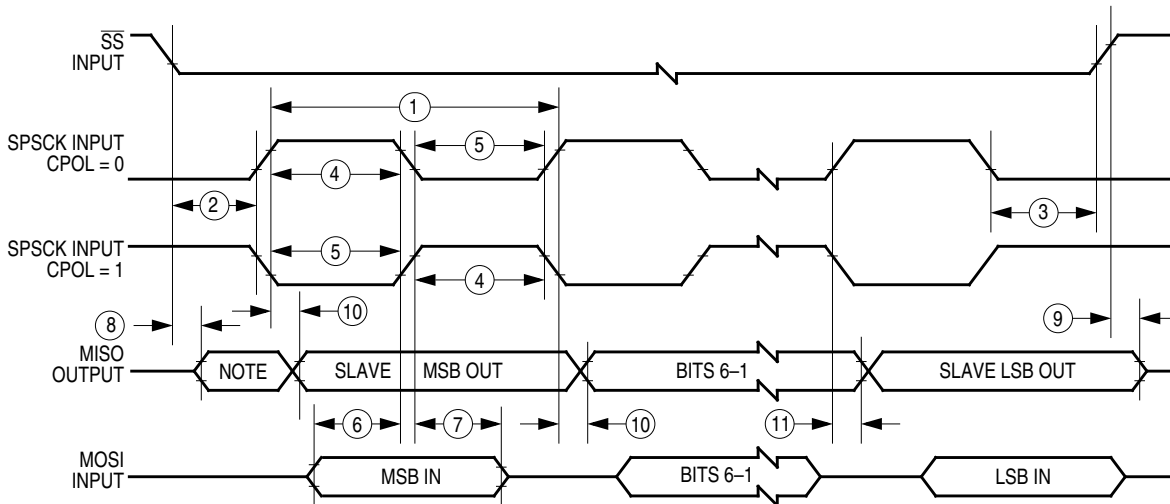 SS
INPUT
1
SPSCK INPUT
CPOL = 0
5
4
2
3
SPSCK INPUT
CPOL = 1
5
4
8
10
9
MISO
OUTPUT
NOTE
SLAVE MSB OUT
BITS 6–1
SLAVE LSB OUT
6
7
10
11
MOSI
INPUT
MSB IN
BITS 6–1
LSB IN